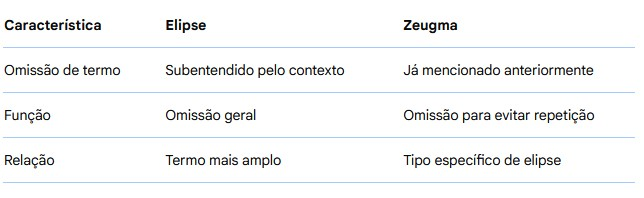 Característica Elipse Zeugma
Omissão de termo Subentendido pelo contexto Já mencionado anteriormente
Função Omissão geral Omissão para evitar repetição
Relação Termo mais amplo Tipo específico de elipse